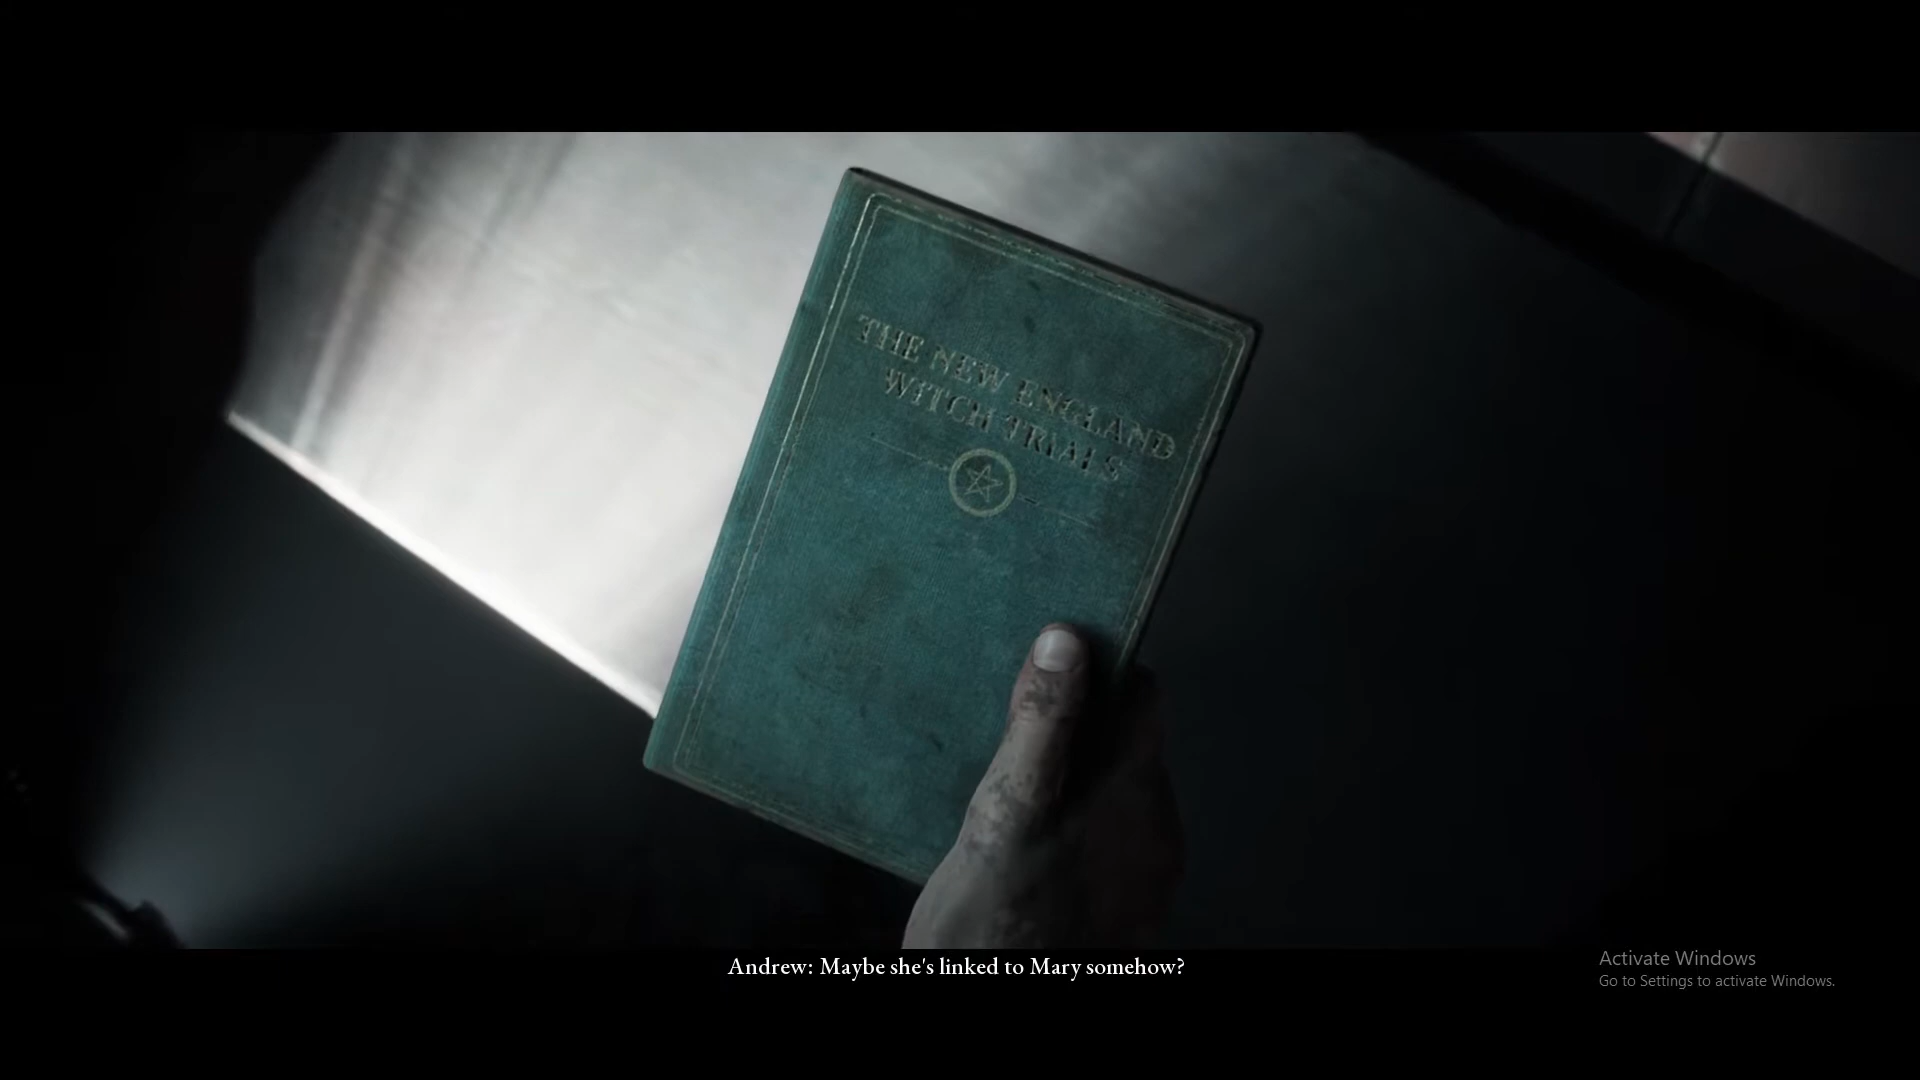 THE NEW ENGLAND
WITCH TRIALS
Andrew: Maybe she's linked to Mary somehow?
Activate Windows
Go to Settings to activate Windows.